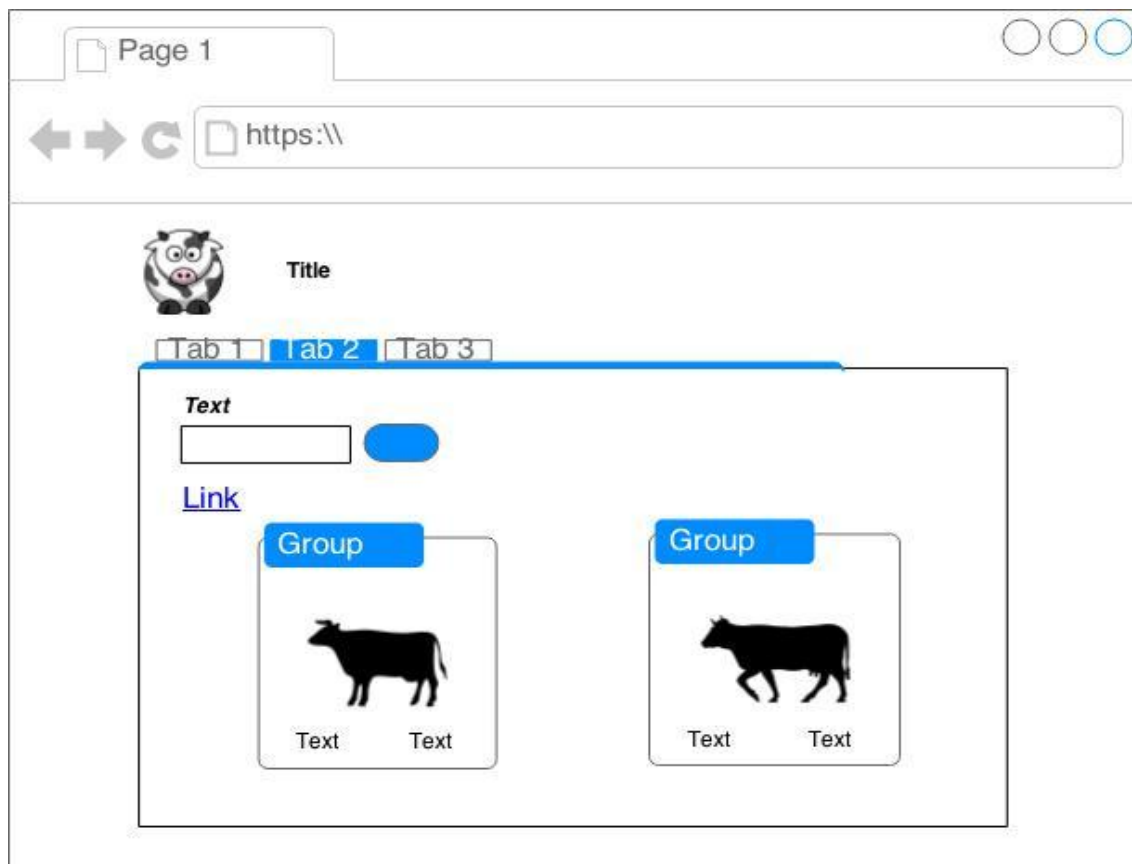 Page 1
https:\\
Title
Tab 1 Tab 2 Tab 3
Text
Link
Group Group
Text Text Text Text